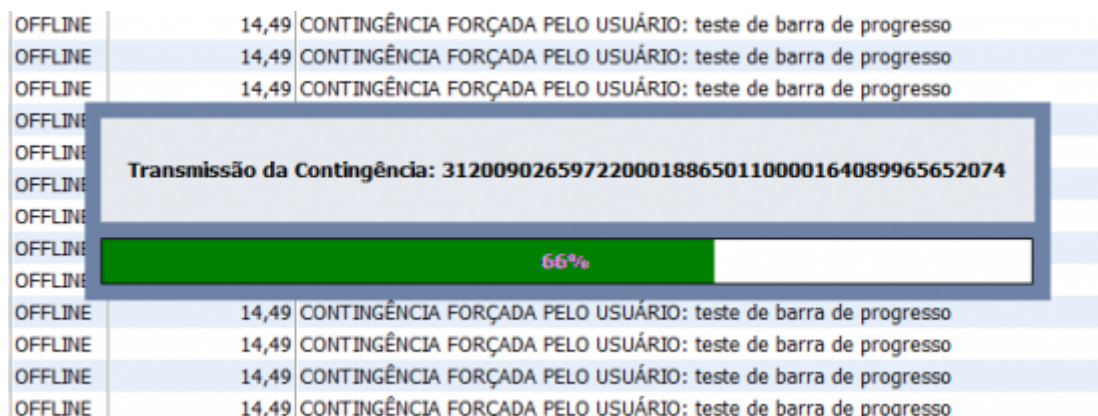 OFFLINE 14,49 CONTINGÊNCIA FORÇADA PELO USUÁRIO: teste de barra de progresso
OFFLINE 14,49 CONTINGÊNCIA FORÇADA PELO USUÁRIO: teste de barra de progresso
OFFLINE 14,49 CONTINGÊNCIA FORÇADA PELO USUÁRIO: teste de barra de progresso
OFFLINE
OFFLINE
Transmissão da Contingência: 31200902659722000188650110000164089965652074
OFFLINE
OFFLINE
OFFLINE
66%
OFFLINE
OFFLINE 14,49 CONTINGÊNCIA FORÇADA PELO USUÁRIO: teste de barra de progresso
OFFLINE 14,49 CONTINGÊNCIA FORÇADA PELO USUÁRIO: teste de barra de progresso
OFFLINE 14,49 CONTINGÊNCIA FORÇADA PELO USUÁRIO: teste de barra de progresso
OFFLINE 14,49 CONTINGÊNCIA FORÇADA PELO USUÁRIO: teste de barra de progresso